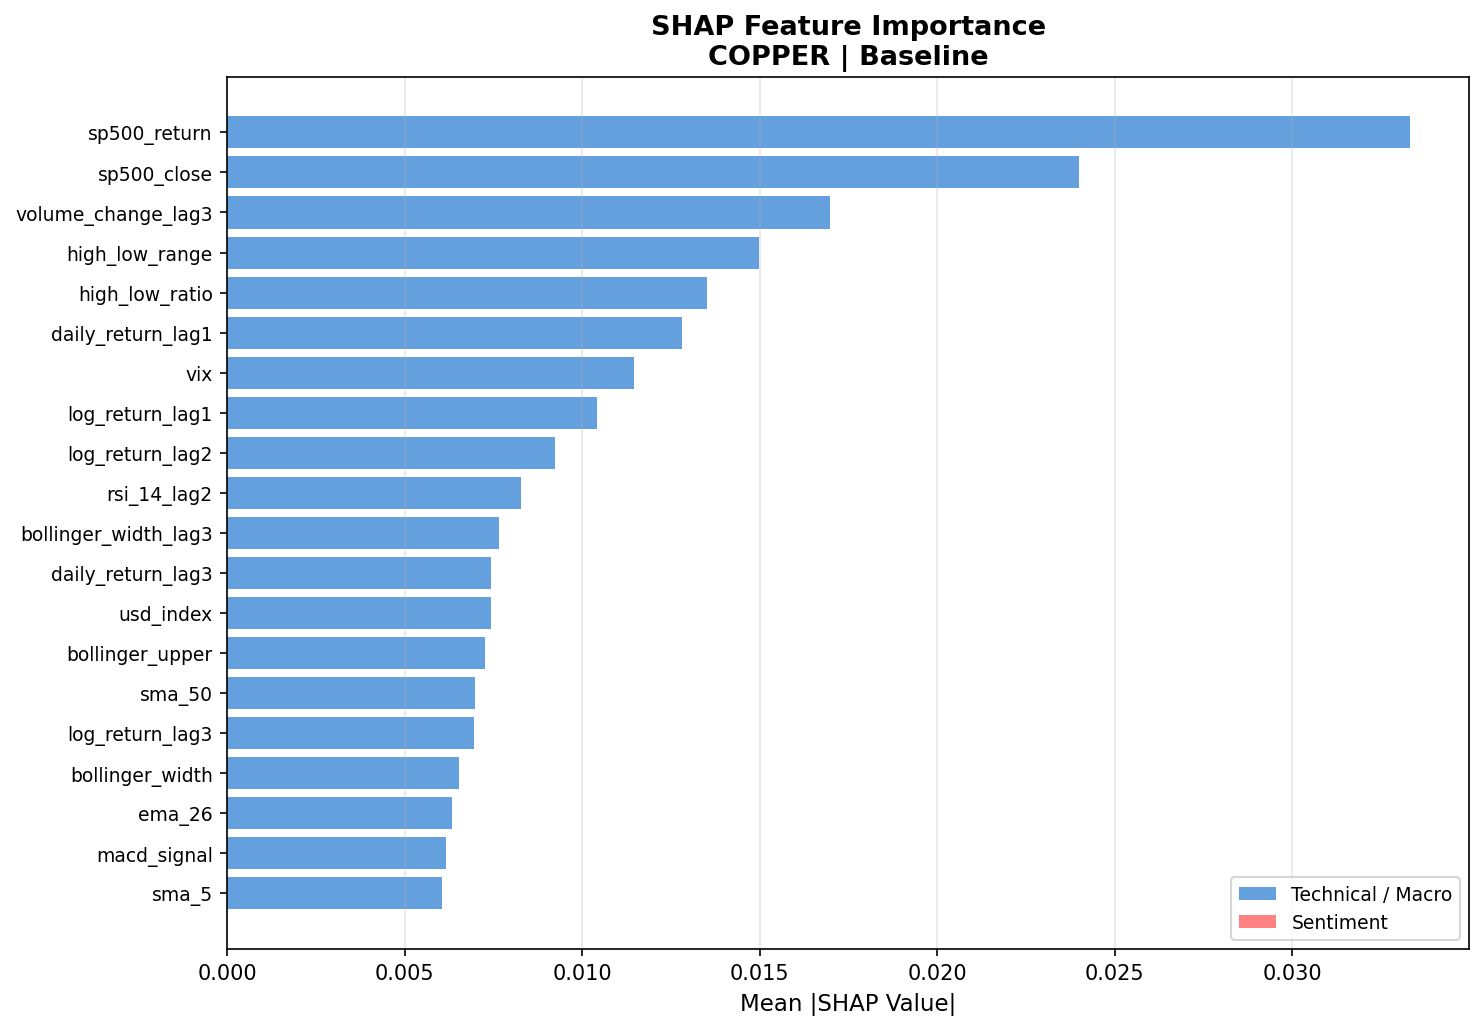 SHAP Feature Importance
COPPER | Baseline
sp500_return
sp500_close
volume_change_lag3
high_low_range
high_low_ratio
daily_return_lag1
vix
log_return_lag1
log_return_lag2
rsi_14_lag2
bollinger_width_lag3
daily_return_lag3
usd_index
bollinger_upper
sma_50
log_return_lag3
bollinger_width
ema_26
macd_signal
sma_5
Technical / Macro
Sentiment
0.000 0.005 0.010 0.015 0.020 0.025 0.030
Mean |SHAP Value|